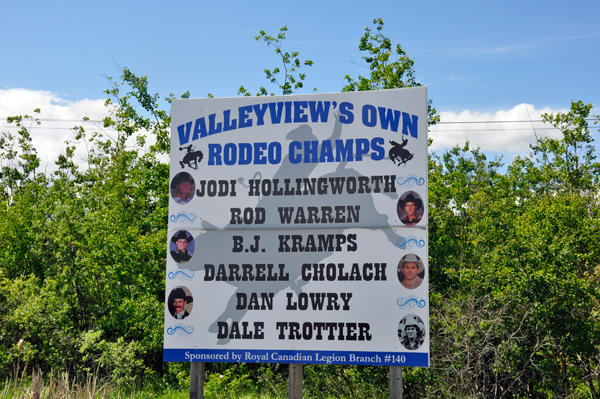 VALLEYVIEW'S OWN
RODEO CHAMPS
JODI HOLLINGWORTH
ROD WARREN
B.J. KRAMPS
DARRELL CHOLACH
DAN LOWRY
DALE TROTTIER
Sponsored by Royal Canadian Legion Branch #140